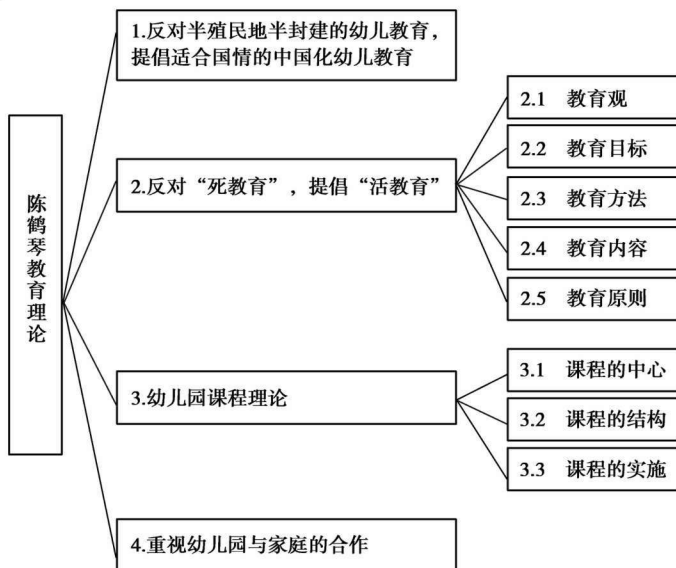 陈鹤琴教育理论
1.反对半殖民地半封建的幼儿教育，
提倡适合国情的中国化幼儿教育
2.反对“死教育”，提倡“活教育”
2.1 教育观
2.2 教育目标
2.3 教育方法
2.4 教育内容
2.5 教育原则
3.幼儿园课程理论
3.1 课程的中心
3.2 课程的结构
3.3 课程的实施
4.重视幼儿园与家庭的合作